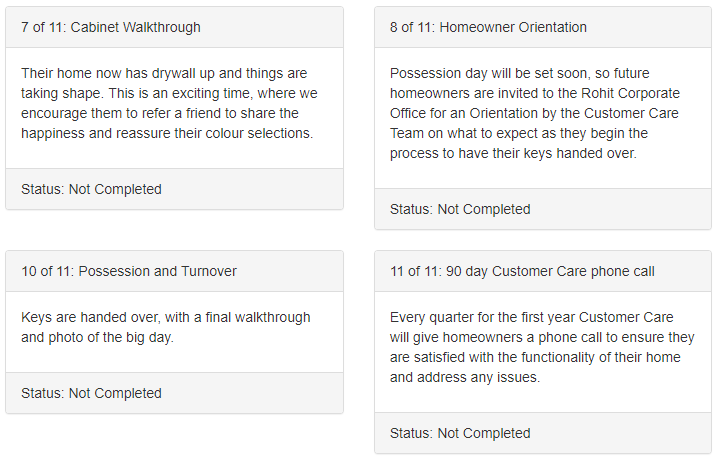 7 of 11: Cabinet Walkthrough
Their home now has drywall up and things are
taking shape. This is an exciting time, where we
encourage them to refer a friend to share the
happiness and reassure their colour selections.
Status: Not Completed
8 of 11: Homeowner Orientation
Possession day will be set soon, so future
homeowners are invited to the Rohit Corporate
Office for an Orientation by the Customer Care
Team on what to expect as they begin the
process to have their keys handed over.
Status: Not Completed
10 of 11: Possession and Turnover
Keys are handed over, with a final walkthrough
and photo of the big day.
Status: Not Completed
11 of 11: 90 day Customer Care phone call
Every quarter for the first year Customer Care
will give homeowners a phone call to ensure they
are satisfied with the functionality of their home
and address any issues.
Status: Not Completed